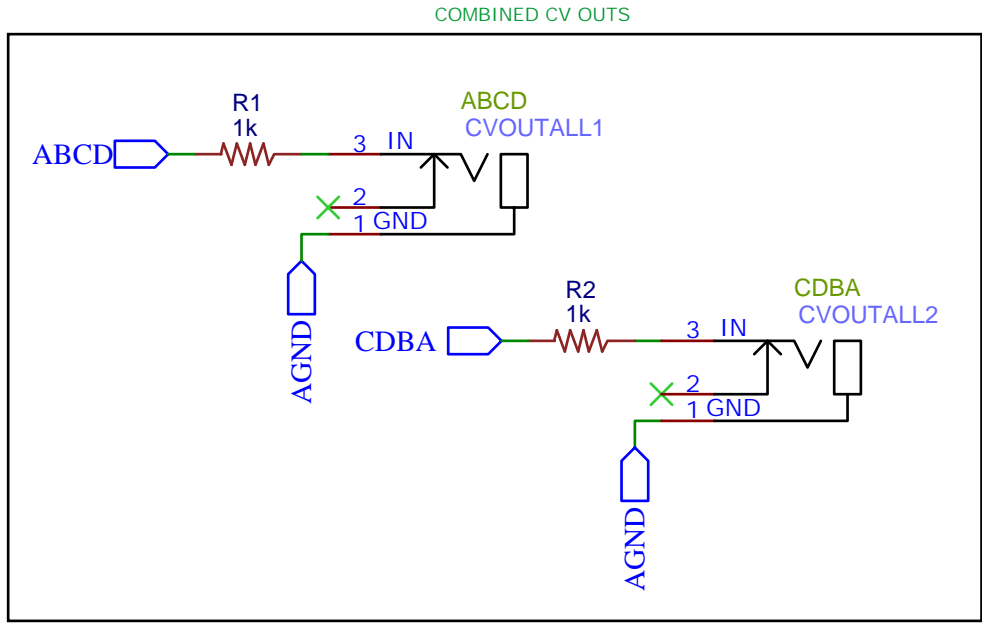 COMBINED CV OUTS
R1
1k
ABCD
CVOUTALL1
ABCD
3 IN
2
1 GND
AGND
R2
1k
CDBA
CVOUTALL2
CDBA
3 IN
2
1 GND
AGND